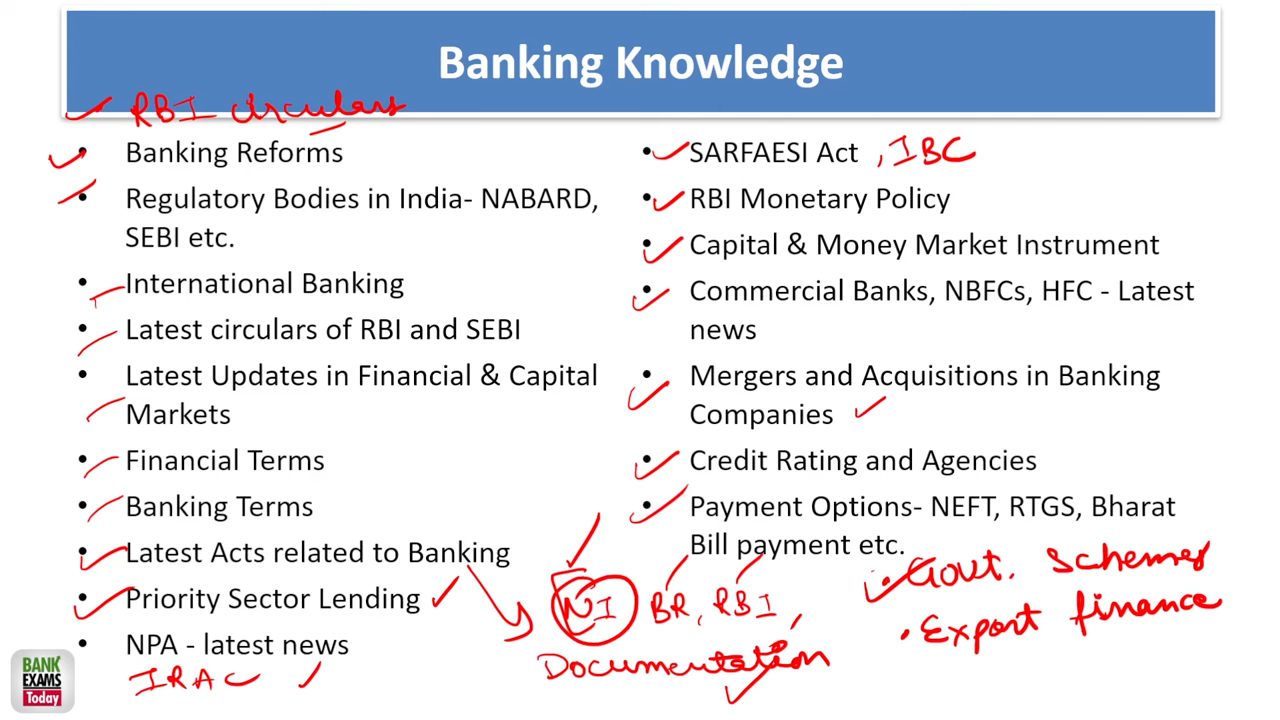 Banking Knowledge
RBI circulars
• Banking Reforms
• Regulatory Bodies in India- NABARD,
SEBI etc.
• International Banking
• Latest circulars of RBI and SEBI
• Latest Updates in Financial & Capital
Markets
• Financial Terms
• Banking Terms
• Latest Acts related to Banking
• Priority Sector Lending
• NPA - latest news
IRAC
• SARFAESI Act , IBC
• RBI Monetary Policy
• Capital & Money Market Instrument
• Commercial Banks, NBFCs, HFC - Latest
news
• Mergers and Acquisitions in Banking
Companies
• Credit Rating and Agencies
• Payment Options- NEFT, RTGS, Bharat
Bill payment etc.
NI BR, RBI,
Documentation
• Govt. Schemes
• Export finance
BANK
EXAMS
Today